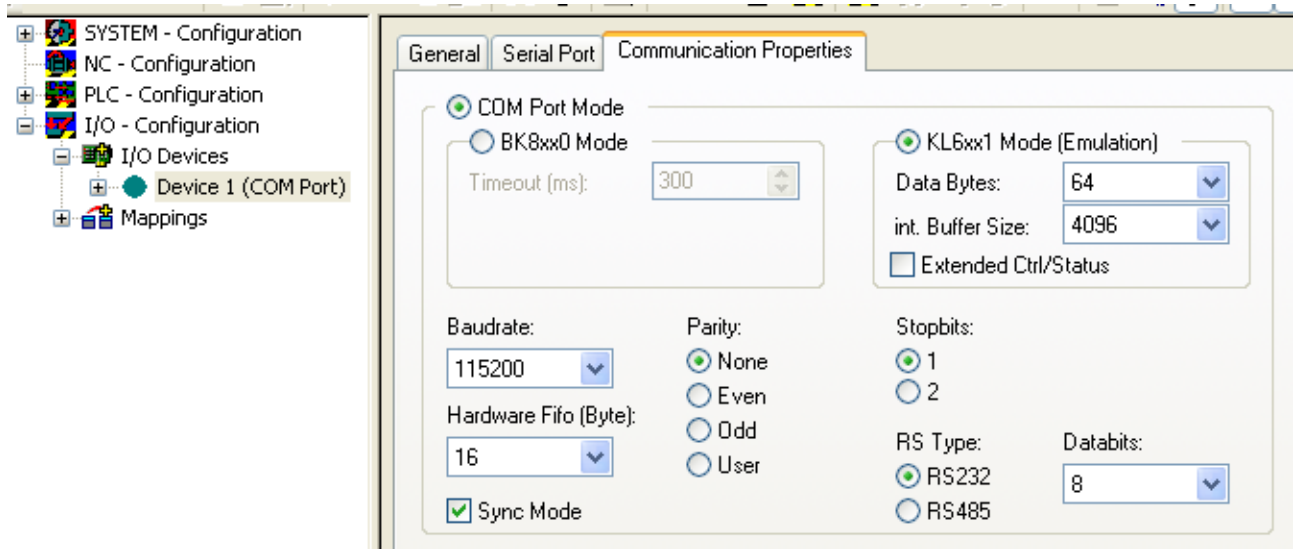 SYSTEM - Configuration
NC - Configuration
PLC - Configuration
I/O - Configuration
I/O Devices
Device 1 (COM Port)
Mappings
General Serial Port Communication Properties
COM Port Mode
BK8xx0 Mode
Timeout (ms): 300
KL6xx1 Mode (Emulation)
Data Bytes: 64
int. Buffer Size: 4096
Extended Ctrl/Status
Baudrate:
115200
Hardware Fifo (Byte):
16
Sync Mode
Parity:
None
Even
Odd
User
Stopbits:
1
2
RS Type:
RS232
RS485
Databits:
8